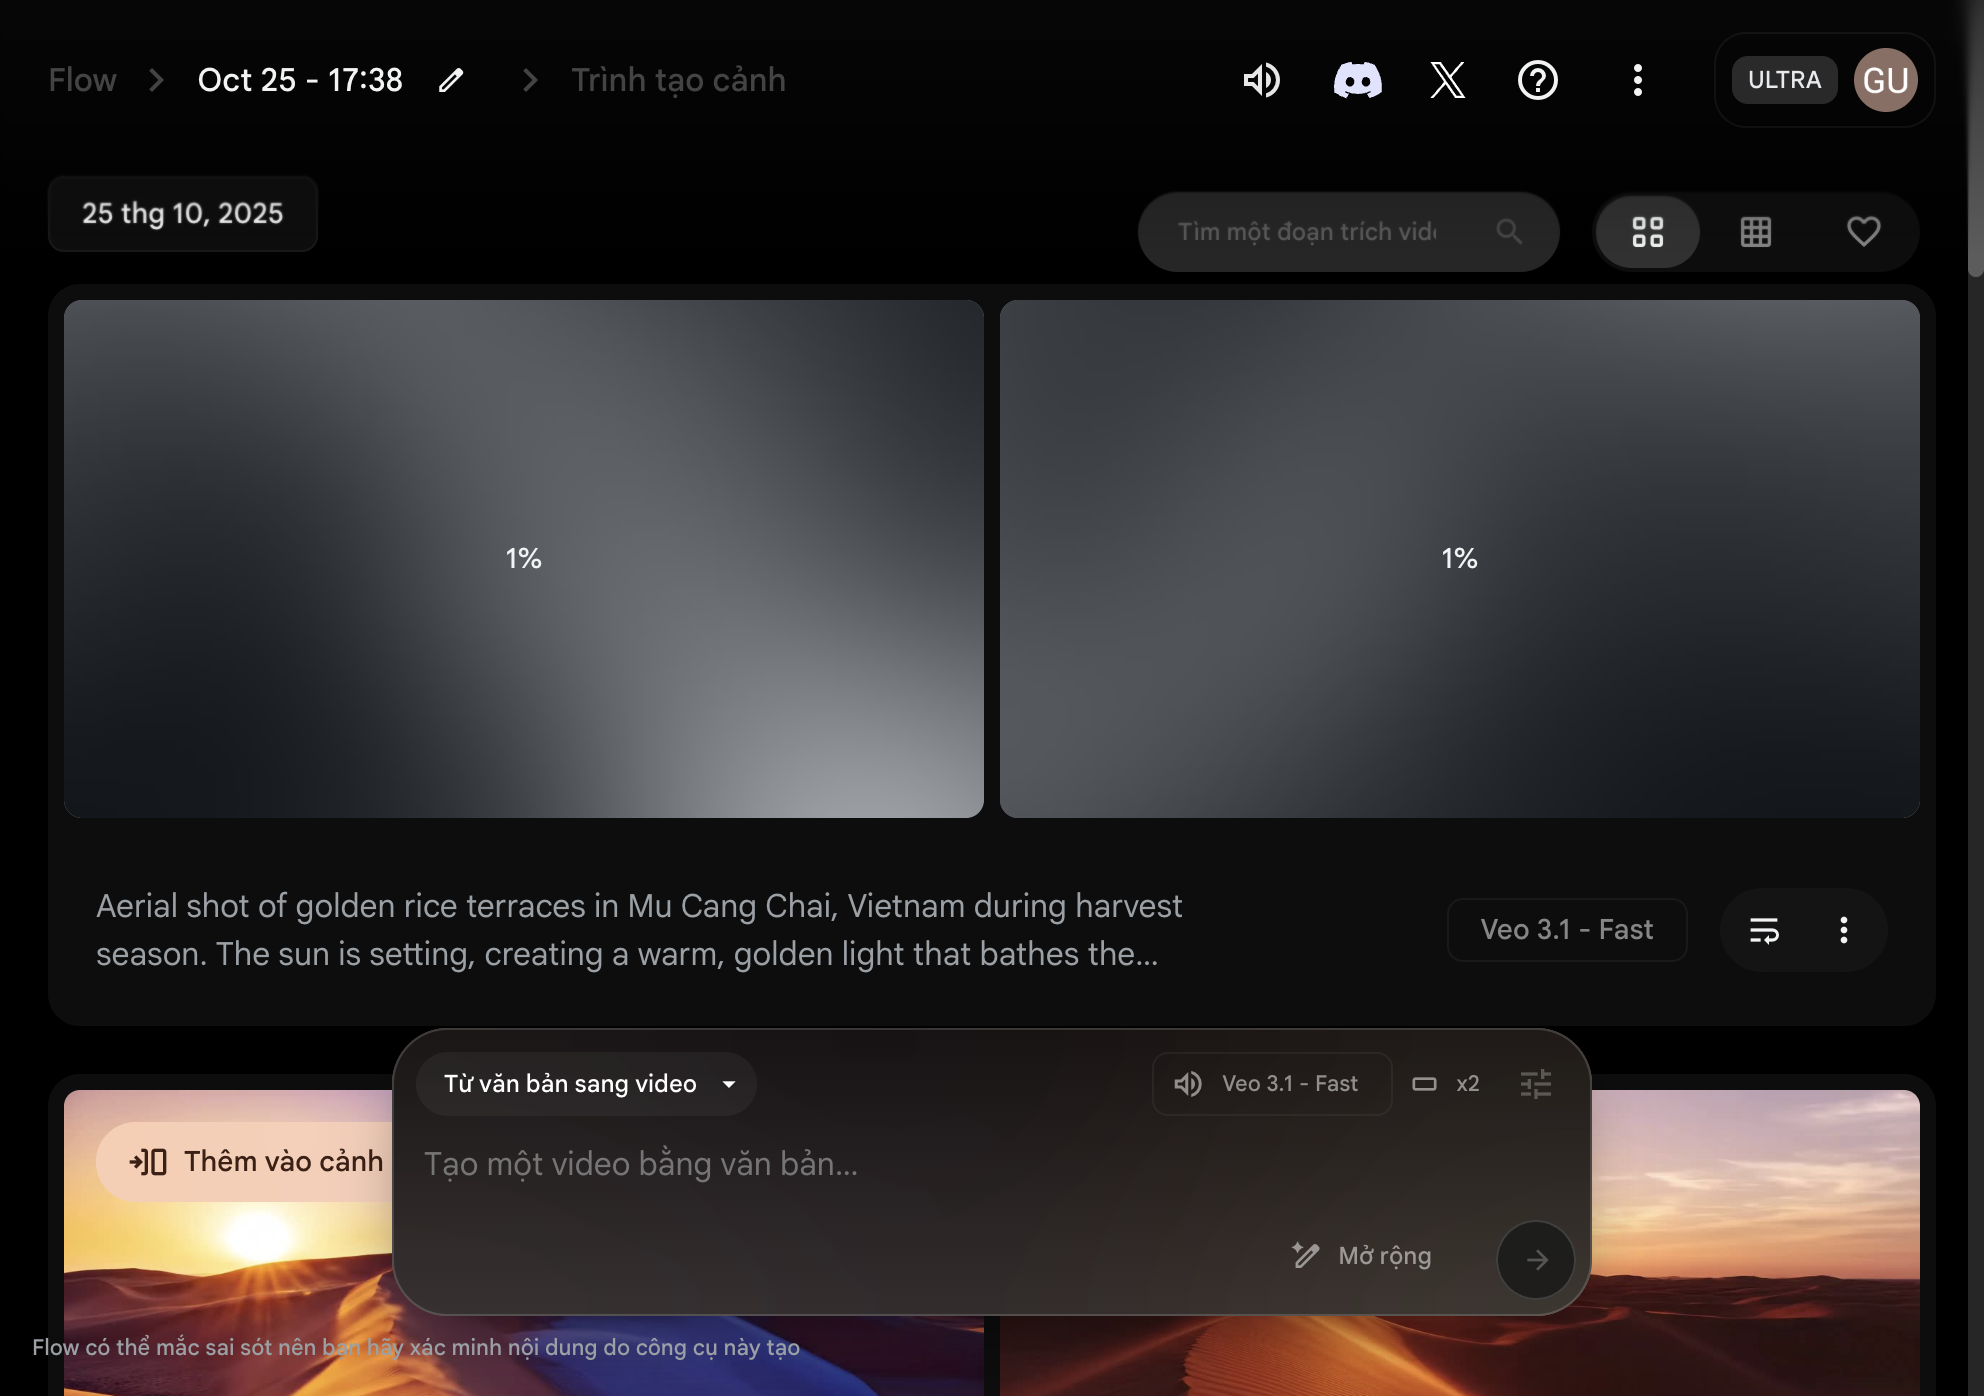 Flow
Oct 25 - 17:38
Trình tạo cảnh
ULTRA
GU
25 thg 10, 2025
Tìm một đoạn trích vid
1%
1%
Aerial shot of golden rice terraces in Mu Cang Chai, Vietnam during harvest
season. The sun is setting, creating a warm, golden light that bathes the...
Veo 3.1 - Fast
Từ văn bản sang video
Veo 3.1 - Fast
x2
Thêm vào cảnh
Tạo một video bằng văn bản...
Mở rộng
Flow có thể mắc sai sót nên bạn hãy xác minh nội dung do công cụ này tạo